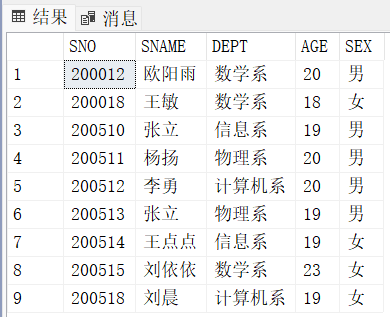 结果 消息
SNO SNAME DEPT AGE SEX
1 200012 欧阳雨 数学系 20 男
2 200018 王敏 数学系 18 女
3 200510 张立 信息系 19 男
4 200511 杨扬 物理系 20 男
5 200512 李勇 计算机系 20 男
6 200513 张立 物理系 19 男
7 200514 王点点 信息系 19 女
8 200515 刘依依 数学系 23 女
9 200518 刘晨 计算机系 19 女